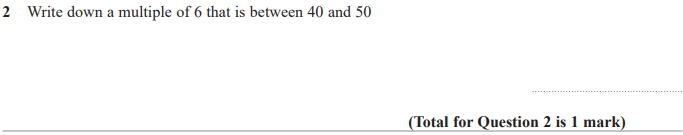 2 Write down a multiple of 6 that is between 40 and 50
(Total for Question 2 is 1 mark)